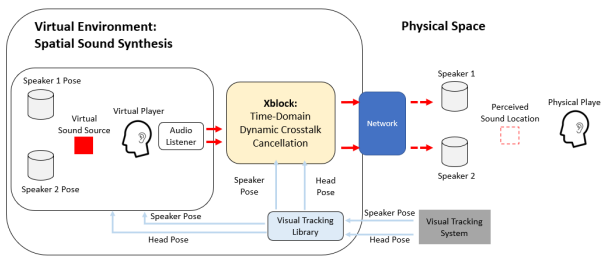 Virtual Environment:
Spatial Sound Synthesis
Physical Space
Speaker 1 Pose
Virtual
Sound Source
Speaker 2 Pose
Virtual Player
Audio
Listener
Xblock:
Time-Domain
Dynamic Crosstalk
Cancellation
Network
Speaker 1
Speaker 2
Perceived
Sound Location
Physical Playe
Speaker
Pose
Head
Pose
Speaker Pose
Head Pose
Visual Tracking
Library
Speaker Pose
Head Pose
Visual Tracking
System